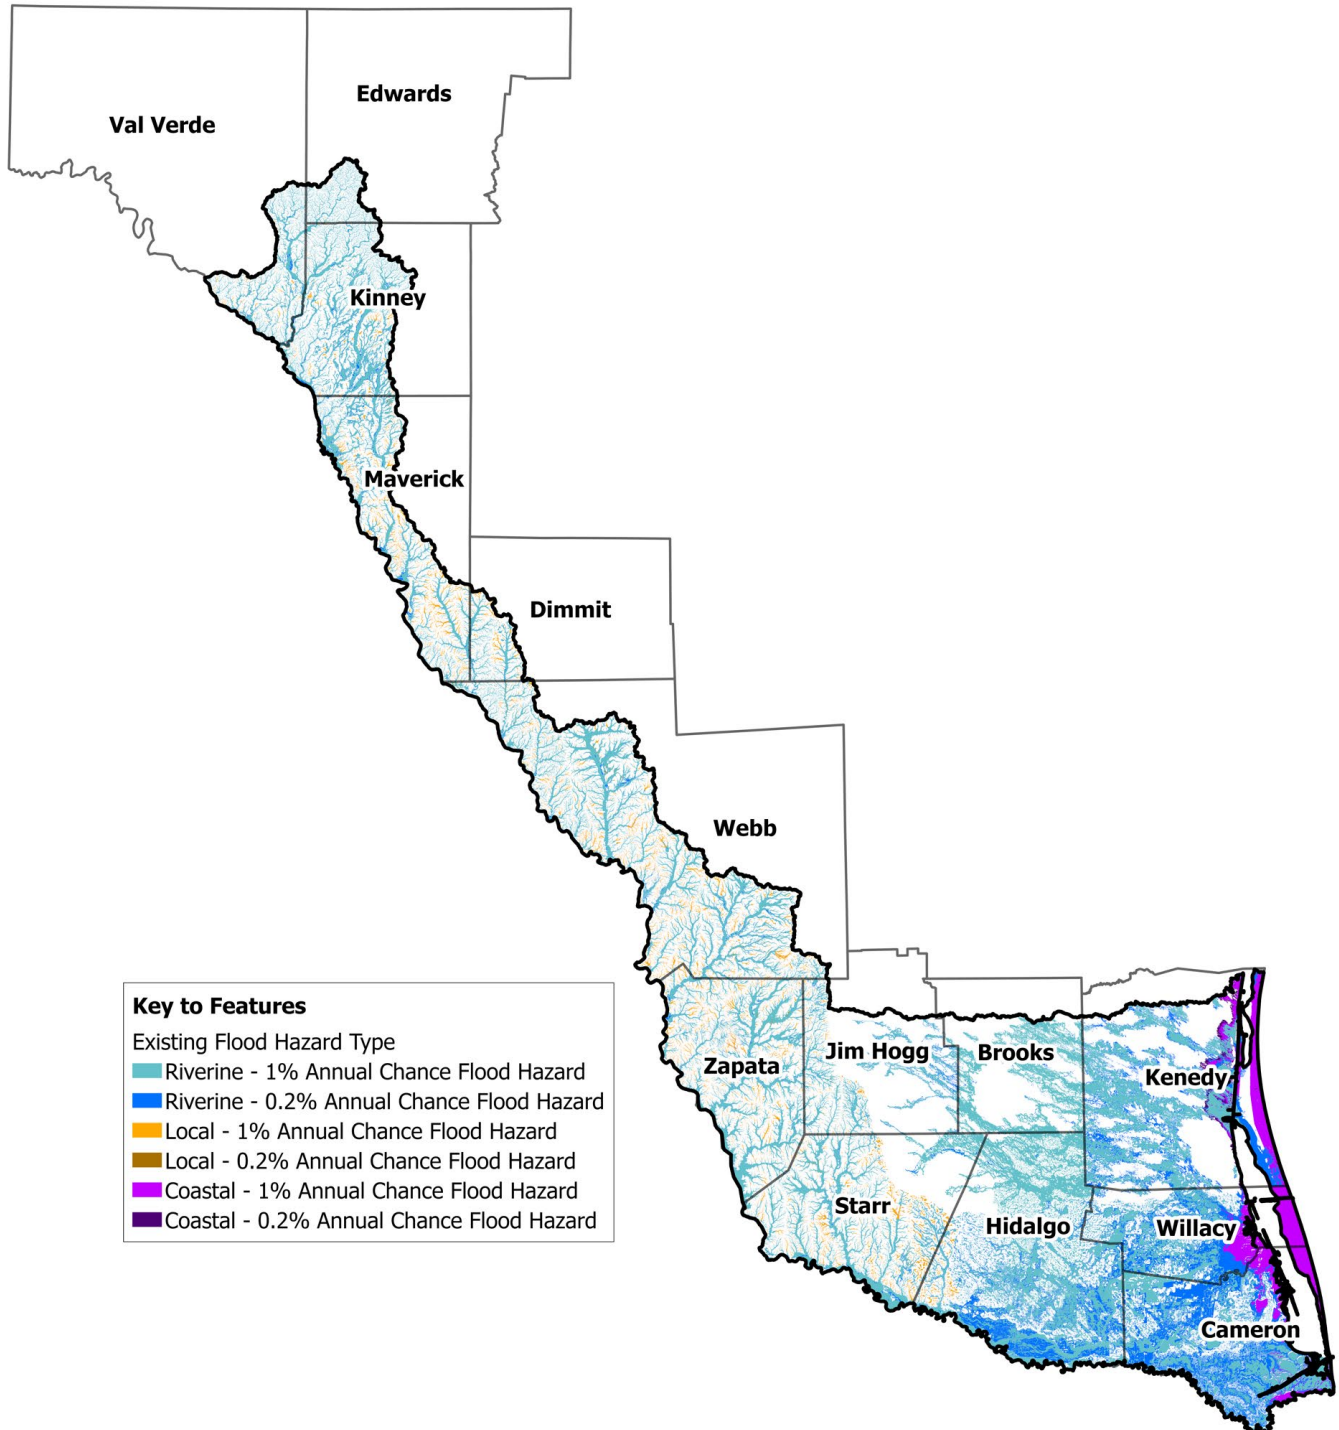 Edwards
Val Verde
Kinney
Maverick
Dimmit
Webb
Key to Features
Existing Flood Hazard Type
Riverine - 1% Annual Chance Flood Hazard
Riverine - 0.2% Annual Chance Flood Hazard
Local - 1% Annual Chance Flood Hazard
Local - 0.2% Annual Chance Flood Hazard
Coastal - 1% Annual Chance Flood Hazard
Coastal - 0.2% Annual Chance Flood Hazard
Zapata
Jim Hogg
Brooks
Kenedy
Starr
Hidalgo
Willacy
Cameron